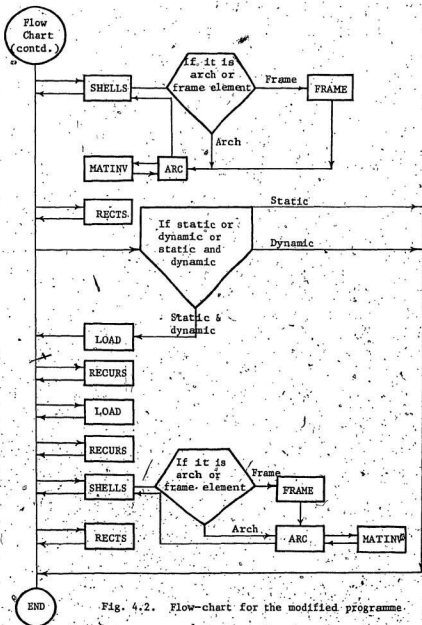 Flow
Chart
(contd.)
If it is
arch or
frame element
Frame
FRAME
SHELLS
Arch
MATINV
ARC
RECTS
Static
If static or
dynamic or
static and
dynamic
Dynamic
Static &
dynamic
LOAD
RECURS
LOAD
RECURS
SHELLS
If it is
arch or
frame element
Frame
FRAME
Arch
ARC
MATINV
RECTS
END
Fig. 4.2. Flow-chart for the modified programme